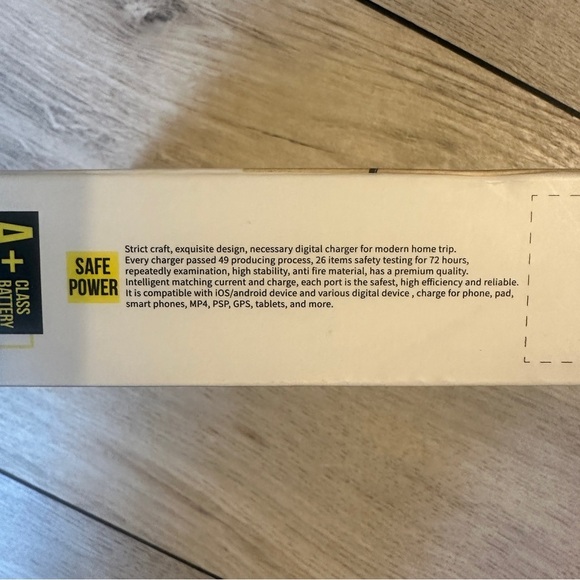 A+
CLASS
BATTERY
SAFE
POWER
Strict craft, exquisite design, necessary digital charger for modern home trip.
Every charger passed 49 producing process, 26 items safety testing for 72 hours,
repeatedly examination, high stability, anti fire material, has a premium quality.
Intelligent matching current and charge, each port is the safest, high efficiency and reliable.
It is compatible with iOS/android device and various digital device , charge for phone, pad,
smart phones, MP4, PSP, GPS, tablets, and more.